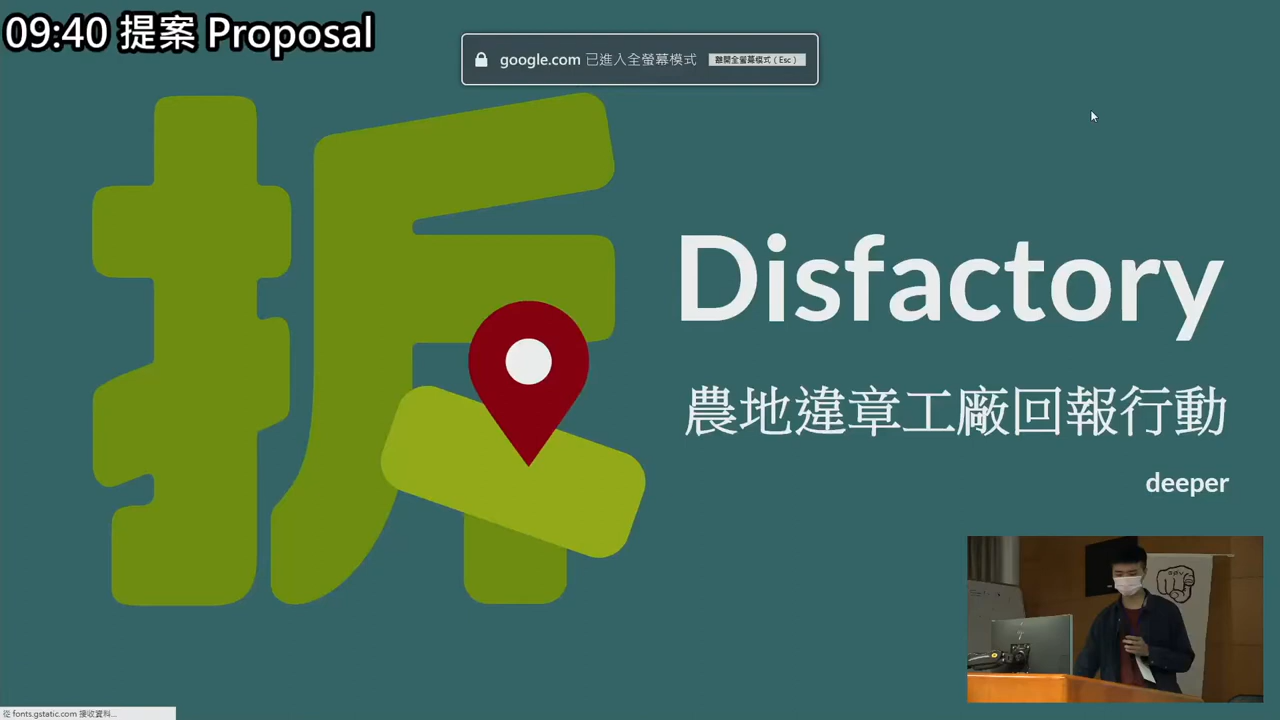 09:40 提案 Proposal
google.com 已進入全螢幕模式 離開全螢幕模式 ( Esc )
拆
Disfactory
農地違章工廠回報行動
deeper
從 fonts.gstatic.com 接收資料...